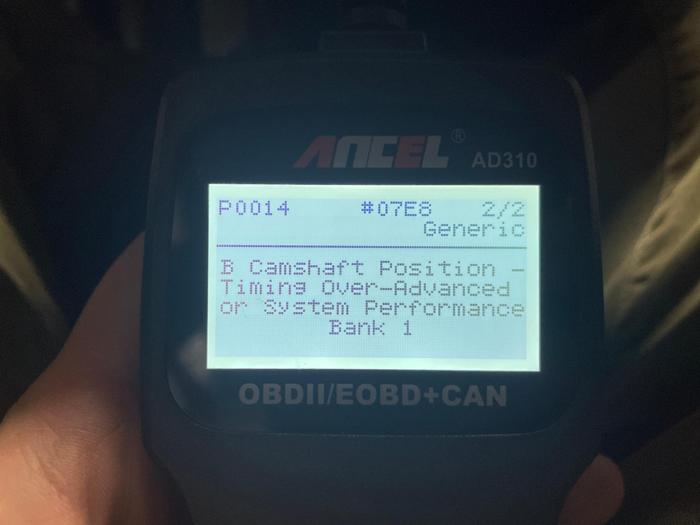 ANCEL® AD310
P0014 #07E8 2/2
Generic
B Camshaft Position -
Timing Over-Advanced
or System Performance
Bank 1
OBDII/EOBD+CAN